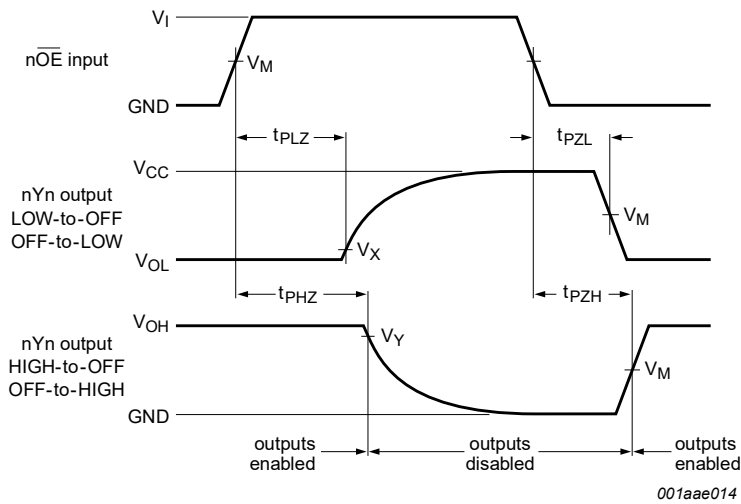 V_I
nOE input
V_M
GND
t_PLZ
t_PZL
V_CC
nYn output
LOW-to-OFF
OFF-to-LOW
V_M
V_X
V_OL
t_PHZ
t_PZH
V_OH
nYn output
HIGH-to-OFF
OFF-to-HIGH
V_Y
V_M
GND
outputs
enabled
outputs
disabled
outputs
enabled
001aae014